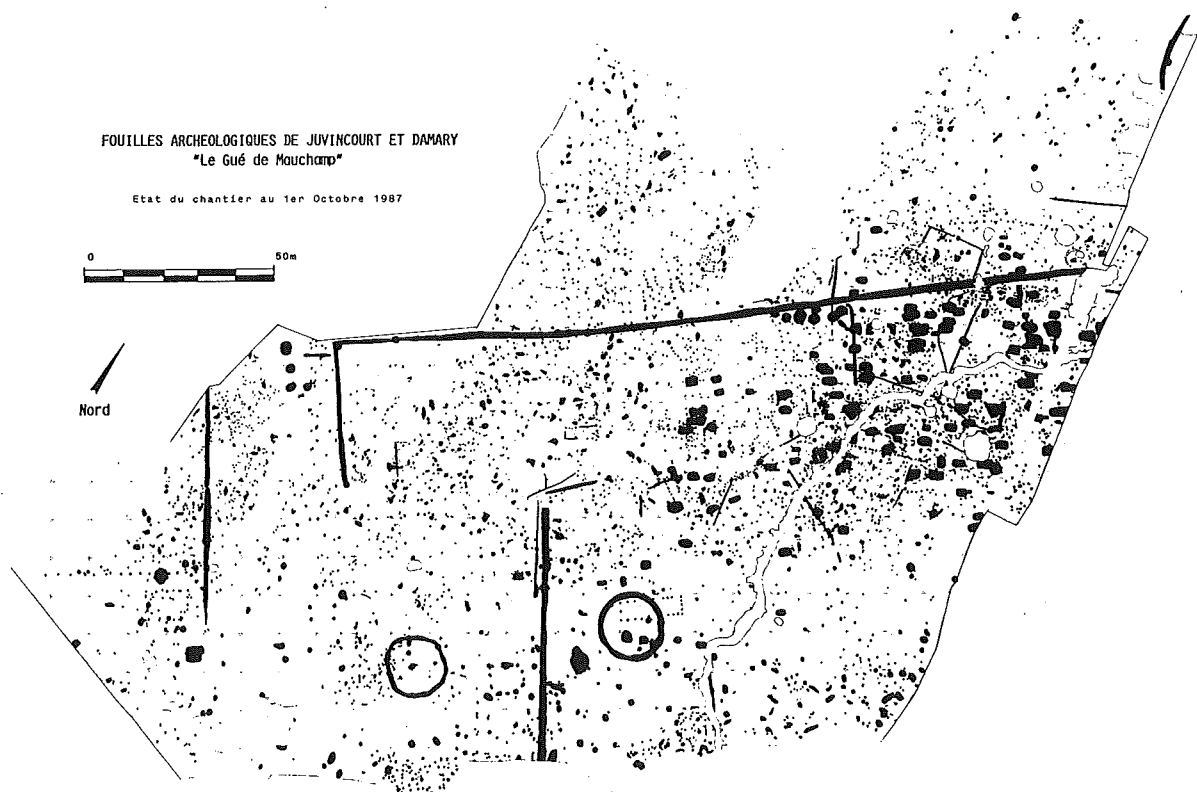 FOUILLES ARCHEOLOGIQUES DE JUVINCOURT ET DAMARY
"Le Gué de Mauchamp"
Etat du chantier au 1er Octobre 1987
0 50m
Nord